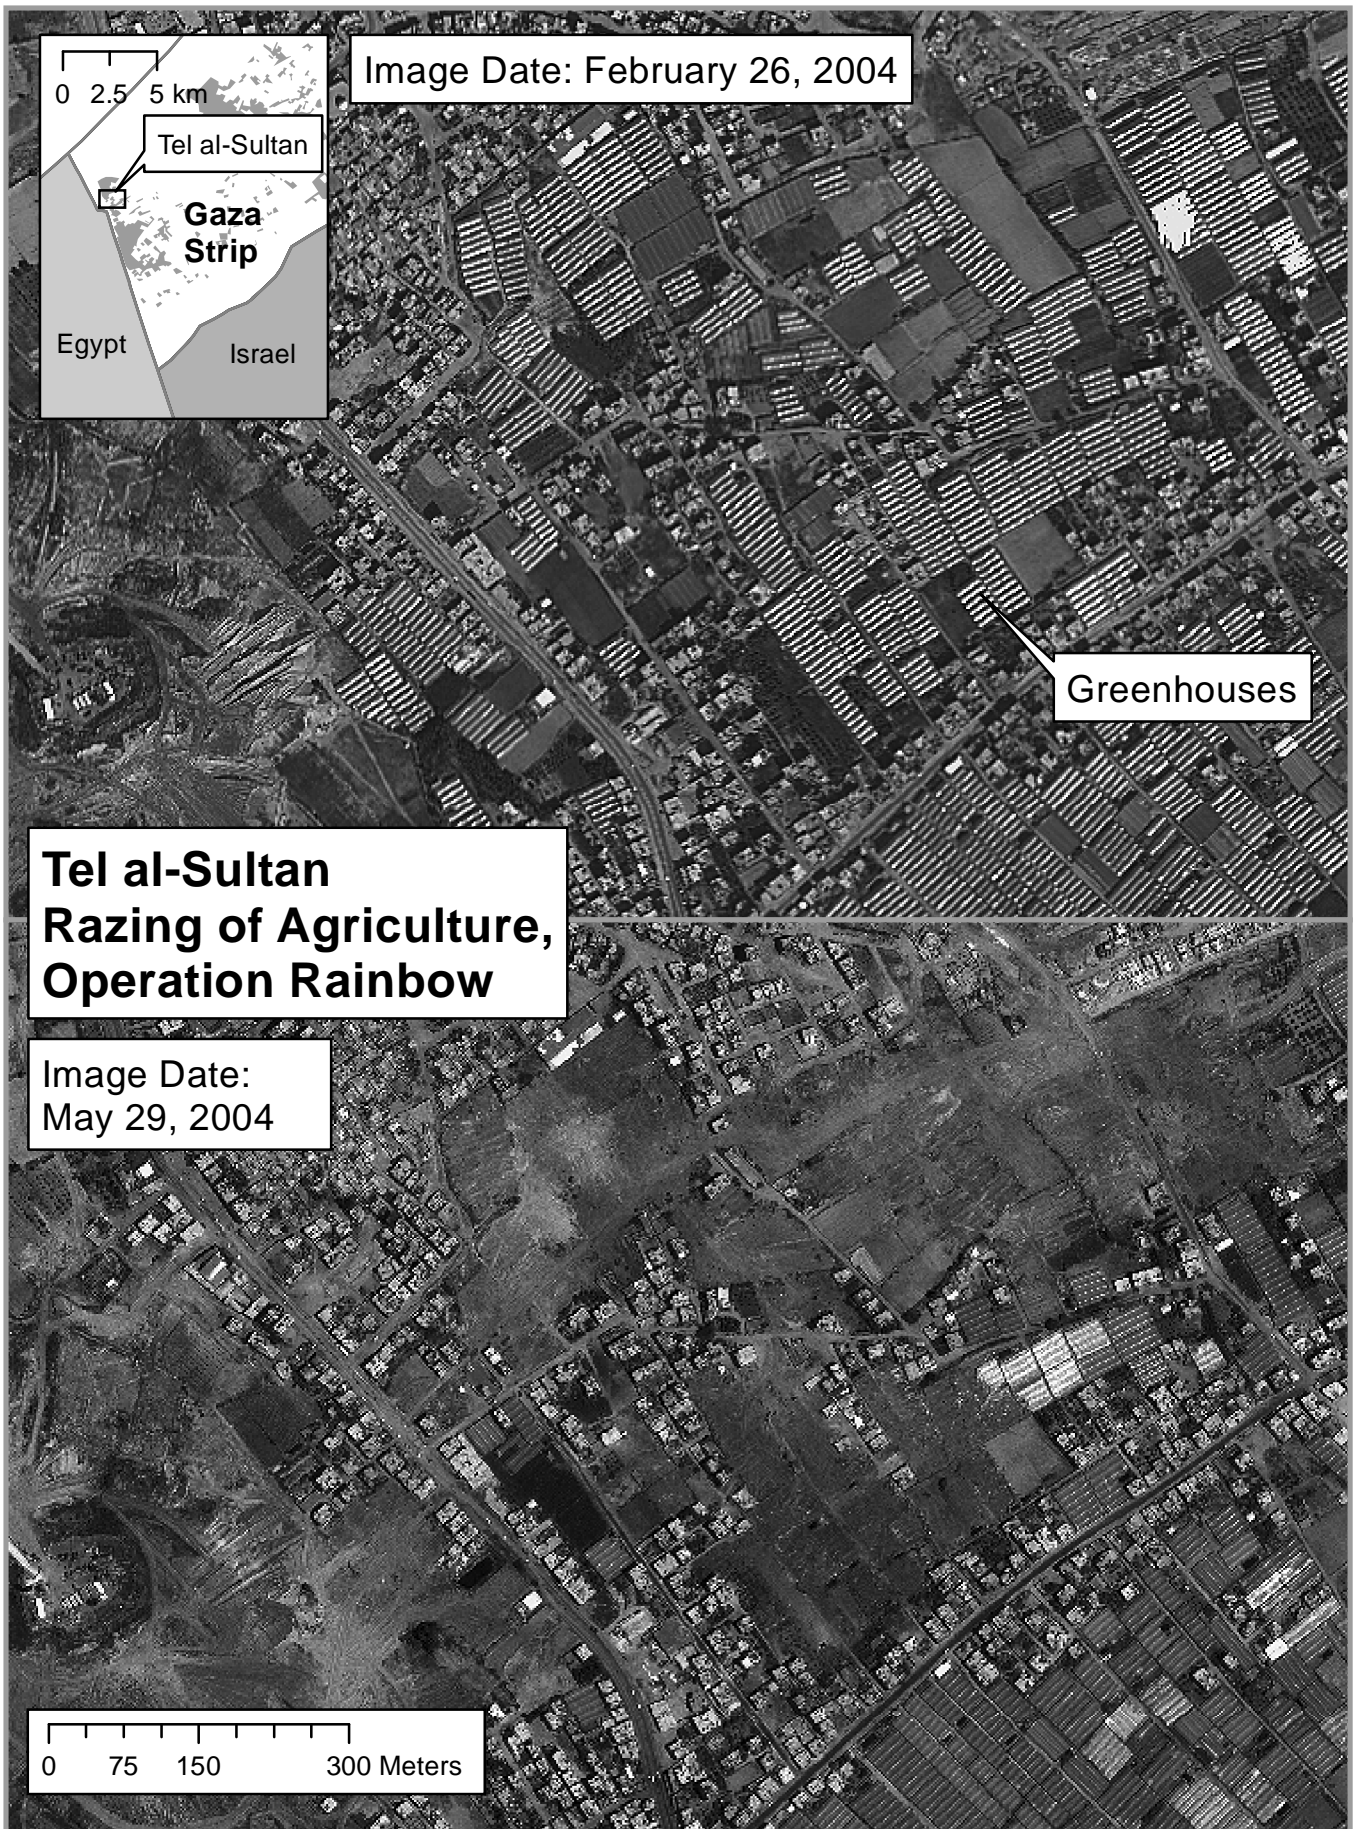 Image Date: February 26, 2004
0 2.5 5 km
Tel al-Sultan
Gaza
Strip
Egypt
Israel
Greenhouses
Tel al-Sultan
Razing of Agriculture,
Operation Rainbow
Image Date:
May 29, 2004
0 75 150 300 Meters